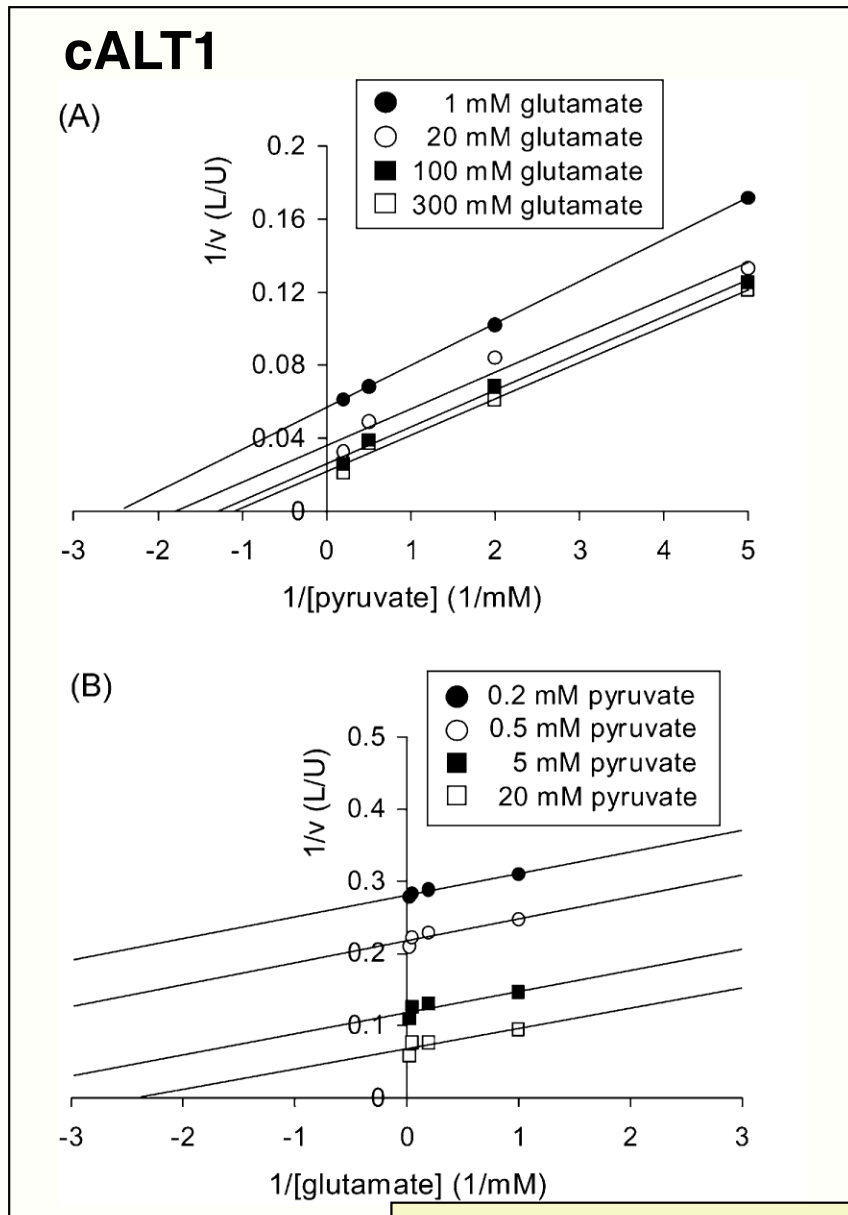 cALT1
(A)
1 mM glutamate
20 mM glutamate
100 mM glutamate
300 mM glutamate
1/v (L/U)
0.2
0.16
0.12
0.08
0.04
0
-3 -2 -1 0 1 2 3 4 5
1/[pyruvate] (1/mM)
(B)
0.2 mM pyruvate
0.5 mM pyruvate
5 mM pyruvate
20 mM pyruvate
1/v (L/U)
0.5
0.4
0.3
0.2
0.1
0
-3 -2 -1 0 1 2 3
1/[glutamate] (1/mM)